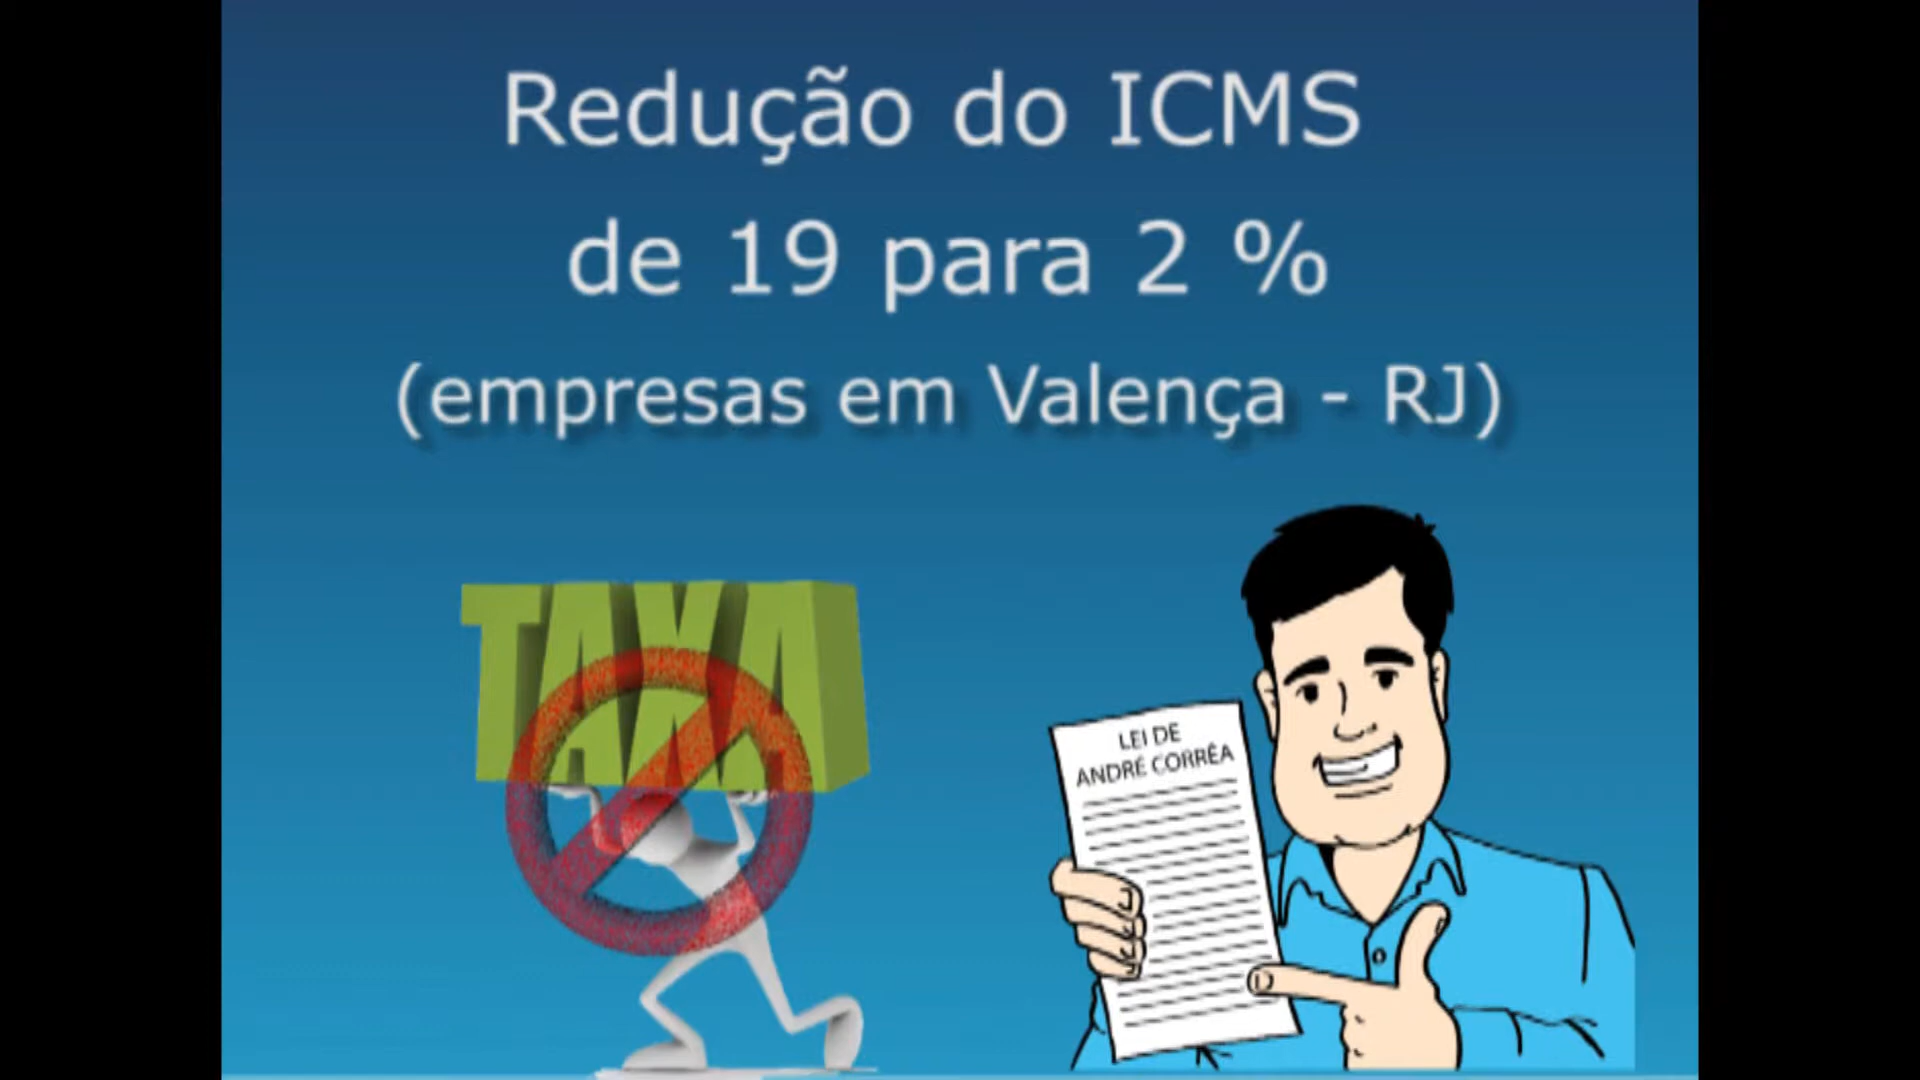 Redução do ICMS
de 19 para 2 %
(empresas em Valença - RJ)
TAXA
LEI DE
ANDRÉ CORRÊA